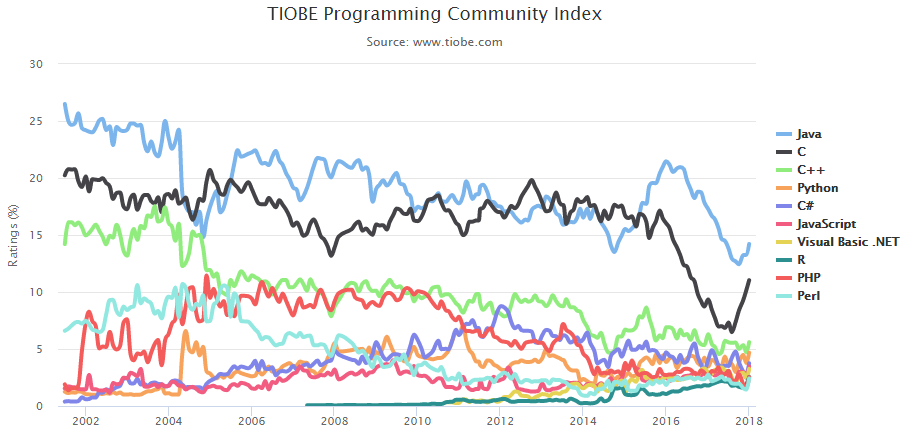 TIOBE Programming Community Index
Source: www.tiobe.com
Ratings (%)
30
25
20
15
10
5
0
2002 2004 2006 2008 2010 2012 2014 2016 2018
Java
C
C++
Python
C#
JavaScript
Visual Basic .NET
R
PHP
Perl